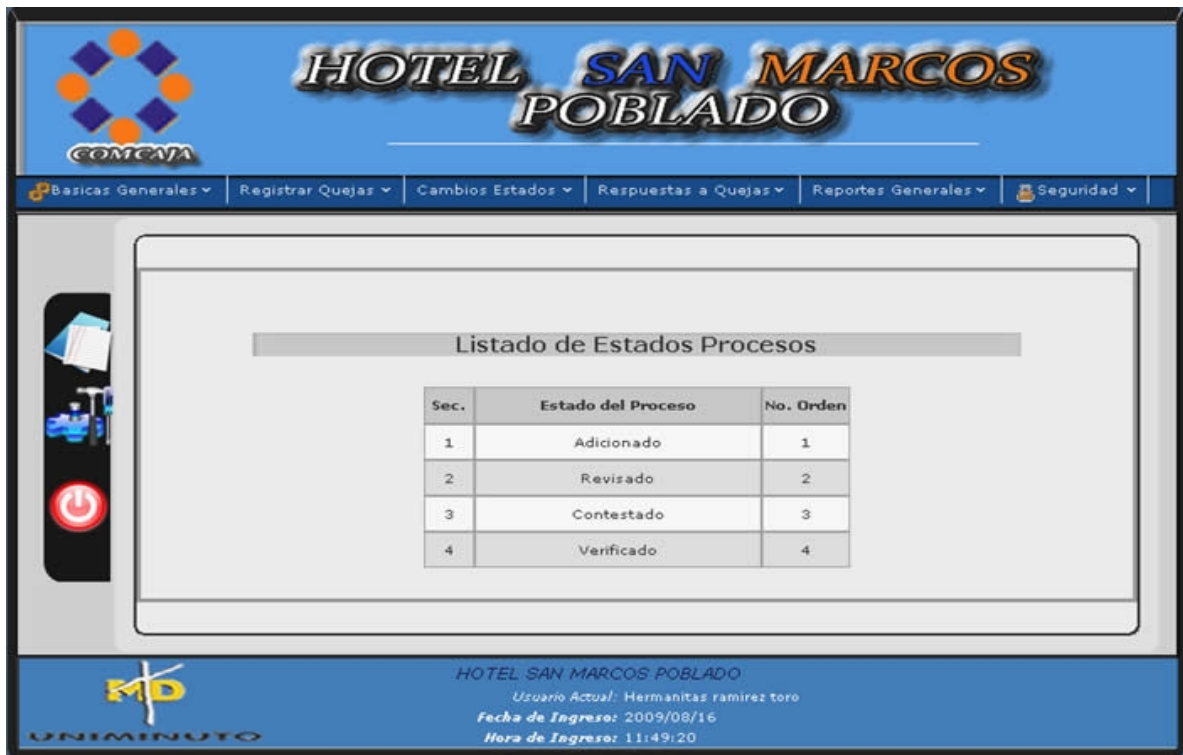 HOTEL SAN MARCOS
POBLADO
COMCAJA
Basicas Generales Registrar Quejas Cambios Estados Respuestas a Quejas Reportes Generales Seguridad
Listado de Estados Procesos
Sec. Estado del Proceso No. Orden
1 Adicionado 1
2 Revisado 2
3 Contestado 3
4 Verificado 4
MD
UNIMINUTO
HOTEL SAN MARCOS POBLADO
Usuario Actual: Hermanitas ramirez toro
Fecha de Ingreso: 2009/08/16
Hora de Ingreso: 11:49:20